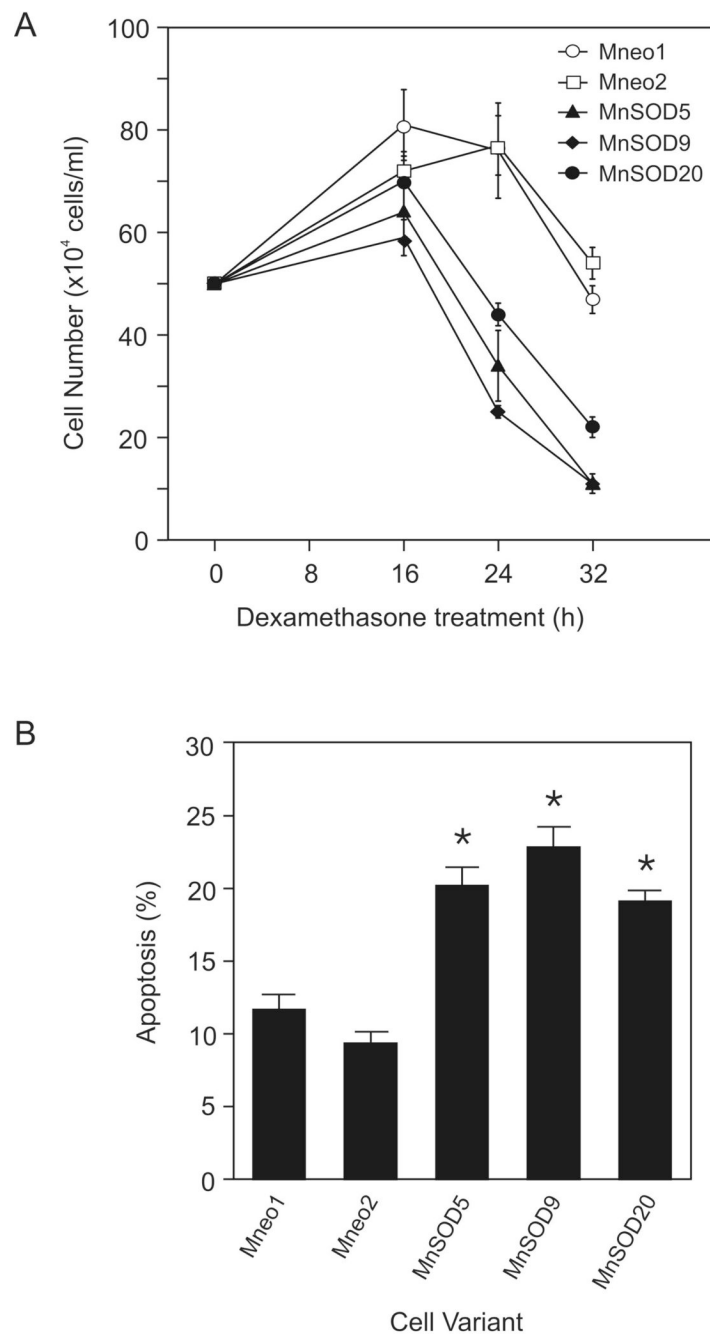 A
100
80
60
40
20
0
Cell Number (x10⁴ cells/ml)
Mneo1
Mneo2
MnSOD5
MnSOD9
MnSOD20
0 8 16 24 32
Dexamethasone treatment (h)
B
30
25
20
15
10
5
0
Apoptosis (%)
*
*
*
Mneo1
Mneo2
MnSOD5
MnSOD9
MnSOD20
Cell Variant